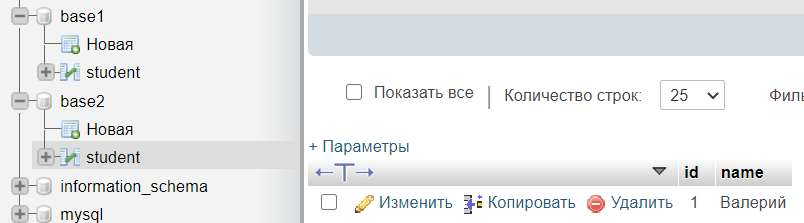 base1
Новая
student
base2
Новая
student
information_schema
mysql
Показать все Количество строк: 25
+ Параметры
←T→ id name
Изменить Копировать Удалить 1 Валерий